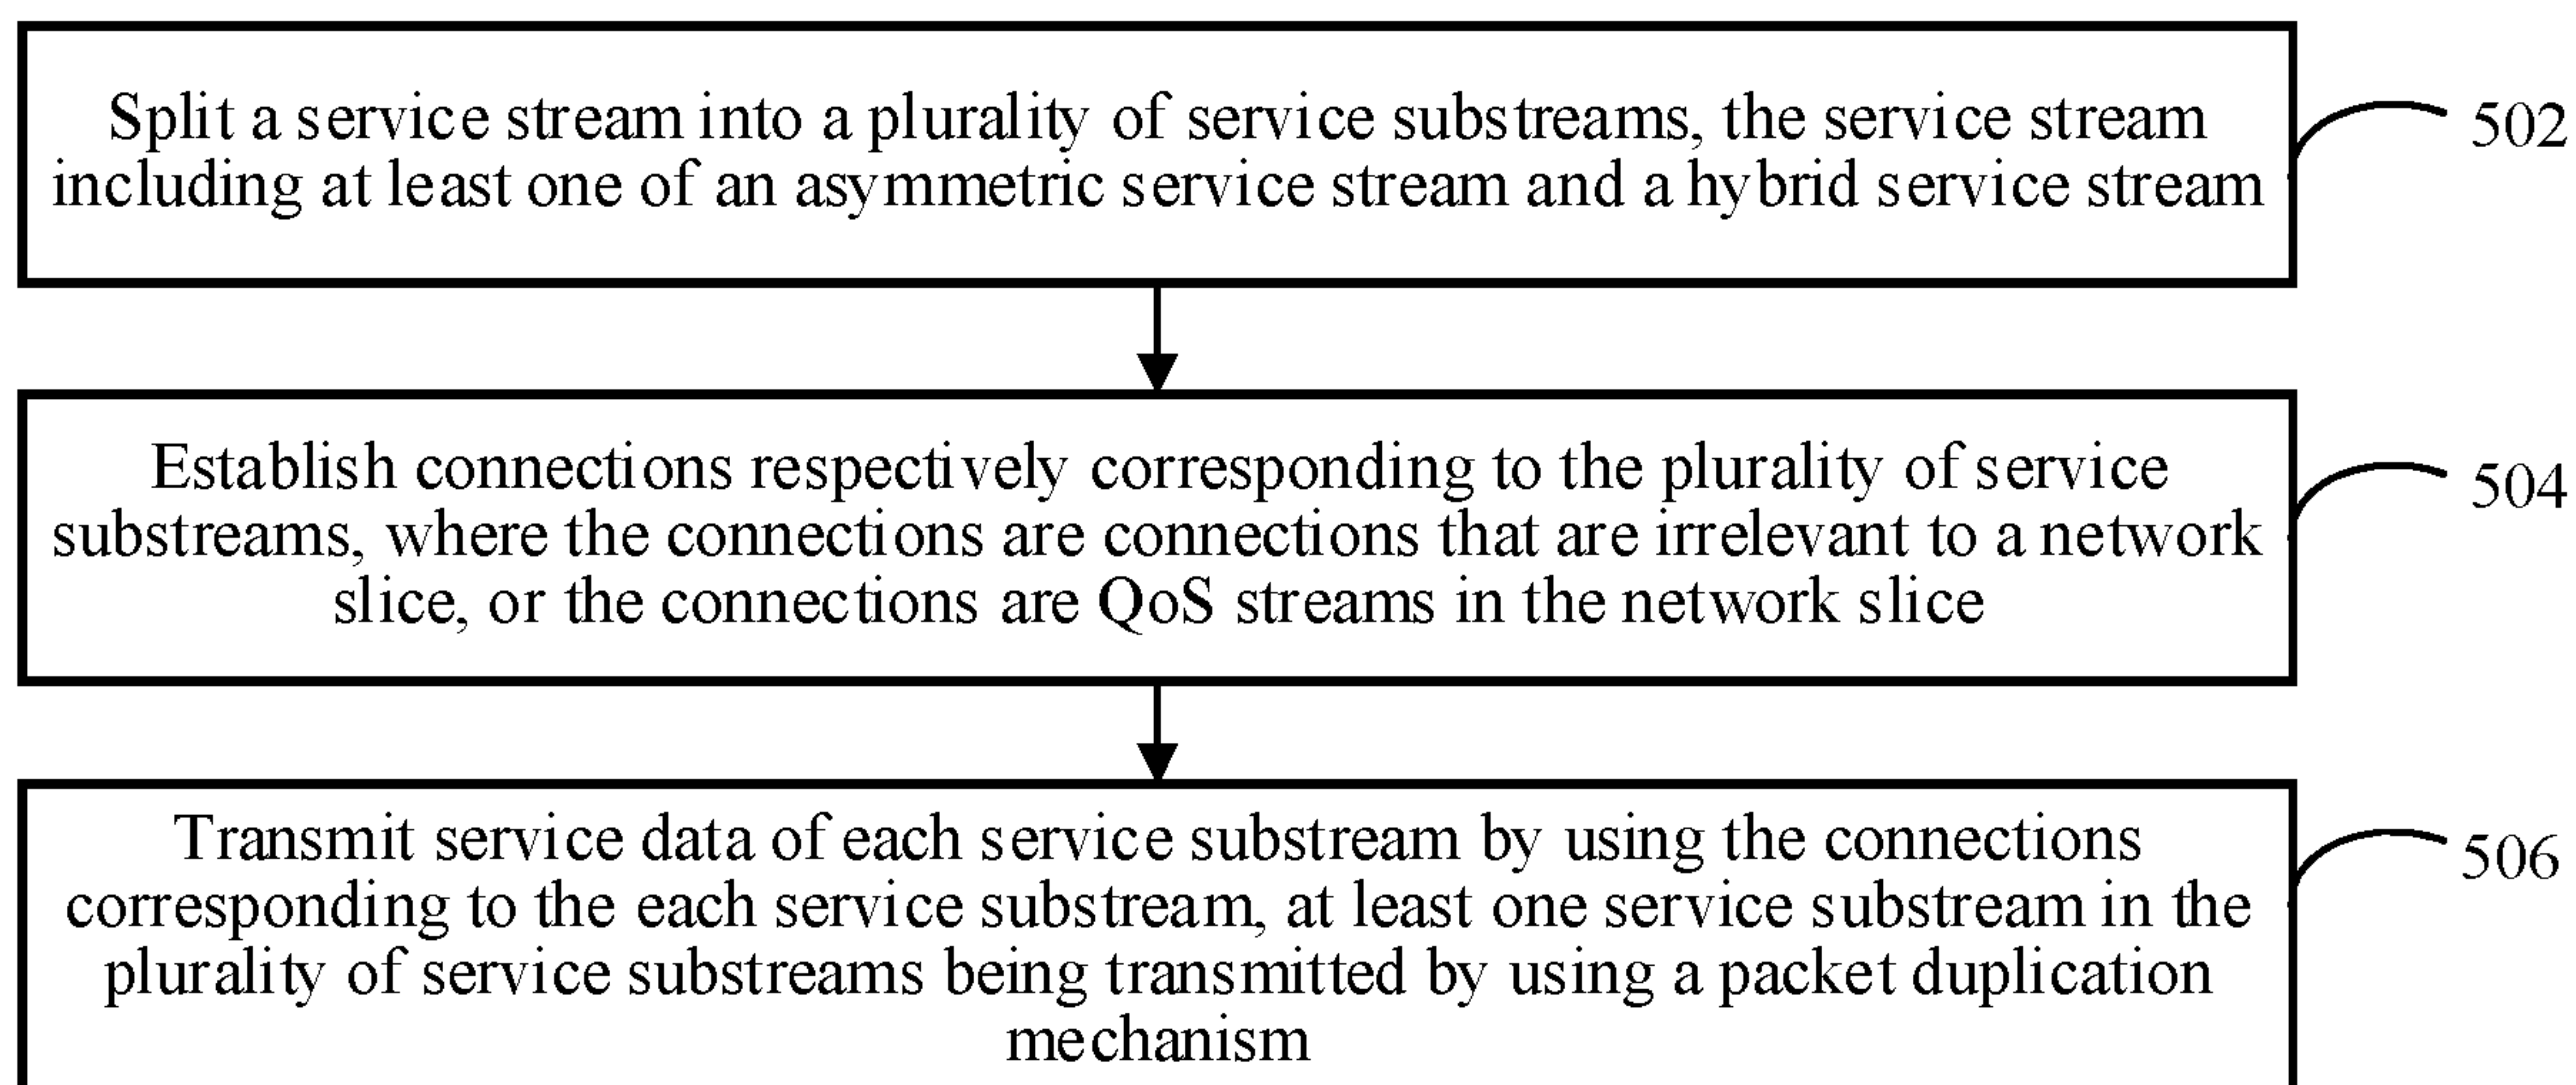 Split a service stream into a plurality of service substreams, the service stream
including at least one of an asymmetric service stream and a hybrid service stream
502
Establish connections respectively corresponding to the plurality of service
substreams, where the connections are connections that are irrelevant to a network
slice, or the connections are QoS streams in the network slice
504
Transmit service data of each service substream by using the connections
corresponding to the each service substream, at least one service substream in the
plurality of service substreams being transmitted by using a packet duplication
mechanism
506